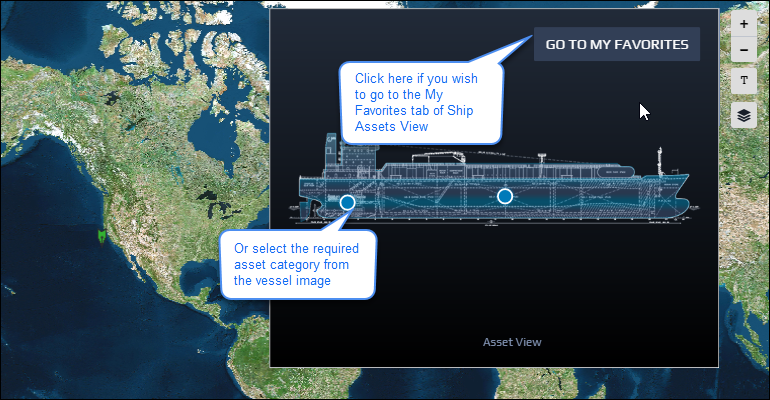 GO TO MY FAVORITES
Click here if you wish
to go to the My
Favorites tab of Ship
Assets View
Or select the required
asset category from
the vessel image
Asset View
+
−
T